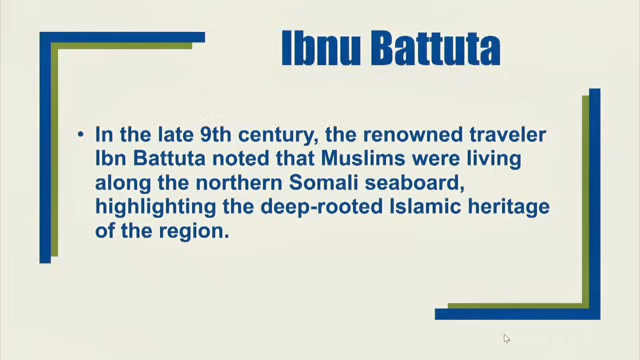 Ibnu Battuta
• In the late 9th century, the renowned traveler
Ibn Battuta noted that Muslims were living
along the northern Somali seaboard,
highlighting the deep-rooted Islamic heritage
of the region.